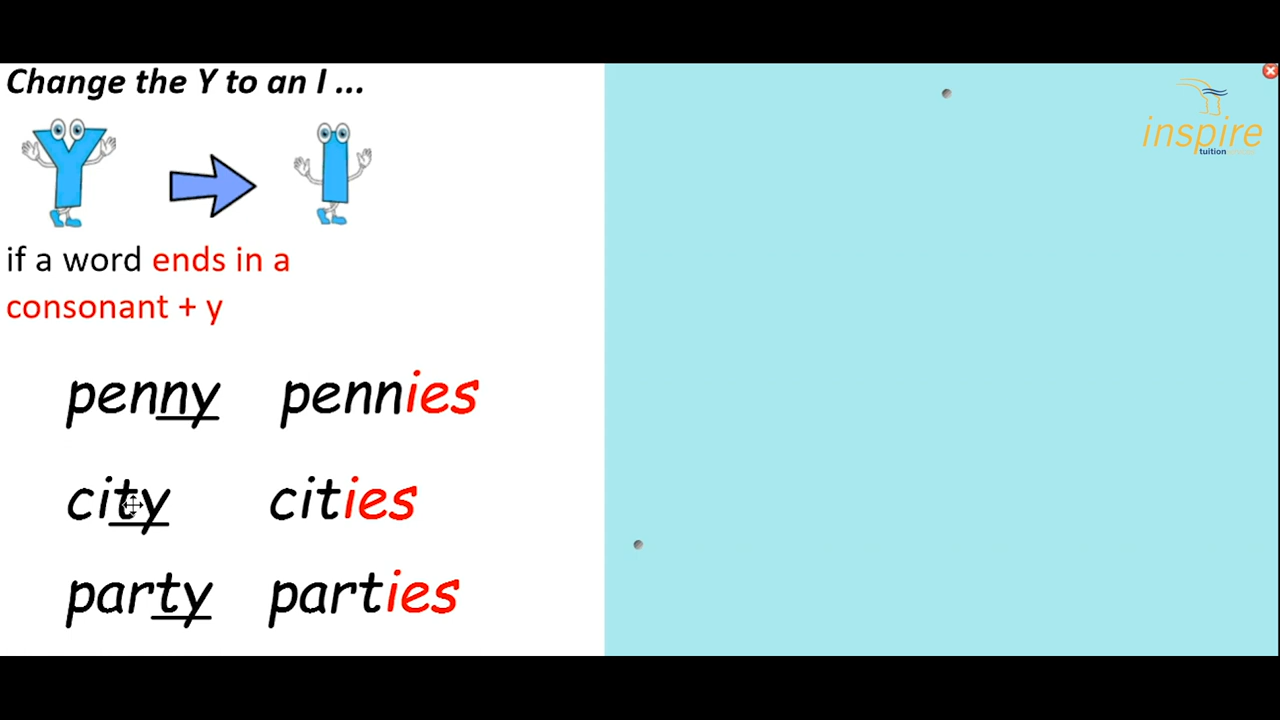 Change the Y to an I ...
if a word ends in a
consonant + y
penny pennies
city cities
party parties
inspire
tuition